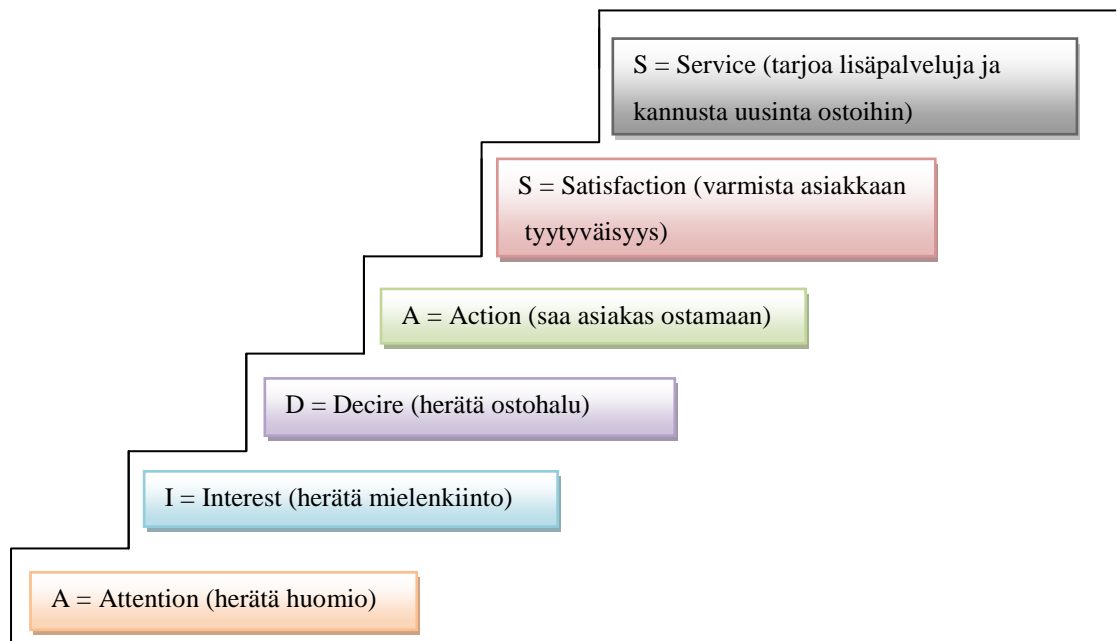 S = Service (tarjoa lisäpalveluja ja
kannusta uusinta ostoihin)
S = Satisfaction (varmista asiakkaan
tyytyväisyys)
A = Action (saa asiakas ostamaan)
D = Decire (herätä ostohalu)
I = Interest (herätä mielenkiinto)
A = Attention (herätä huomio)